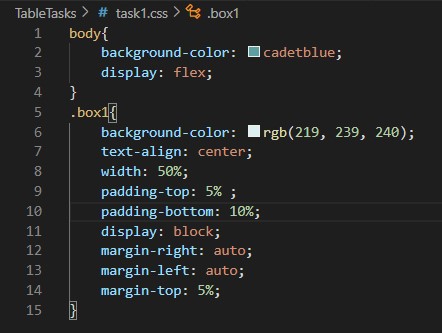 TableTasks > # task1.css > .box1
1 body{
2 background-color: cadetblue;
3 display: flex;
4 }
5 .box1{
6 background-color: rgb(219, 239, 240);
7 text-align: center;
8 width: 50%;
9 padding-top: 5% ;
10 padding-bottom: 10%;
11 display: block;
12 margin-right: auto;
13 margin-left: auto;
14 margin-top: 5%;
15 }